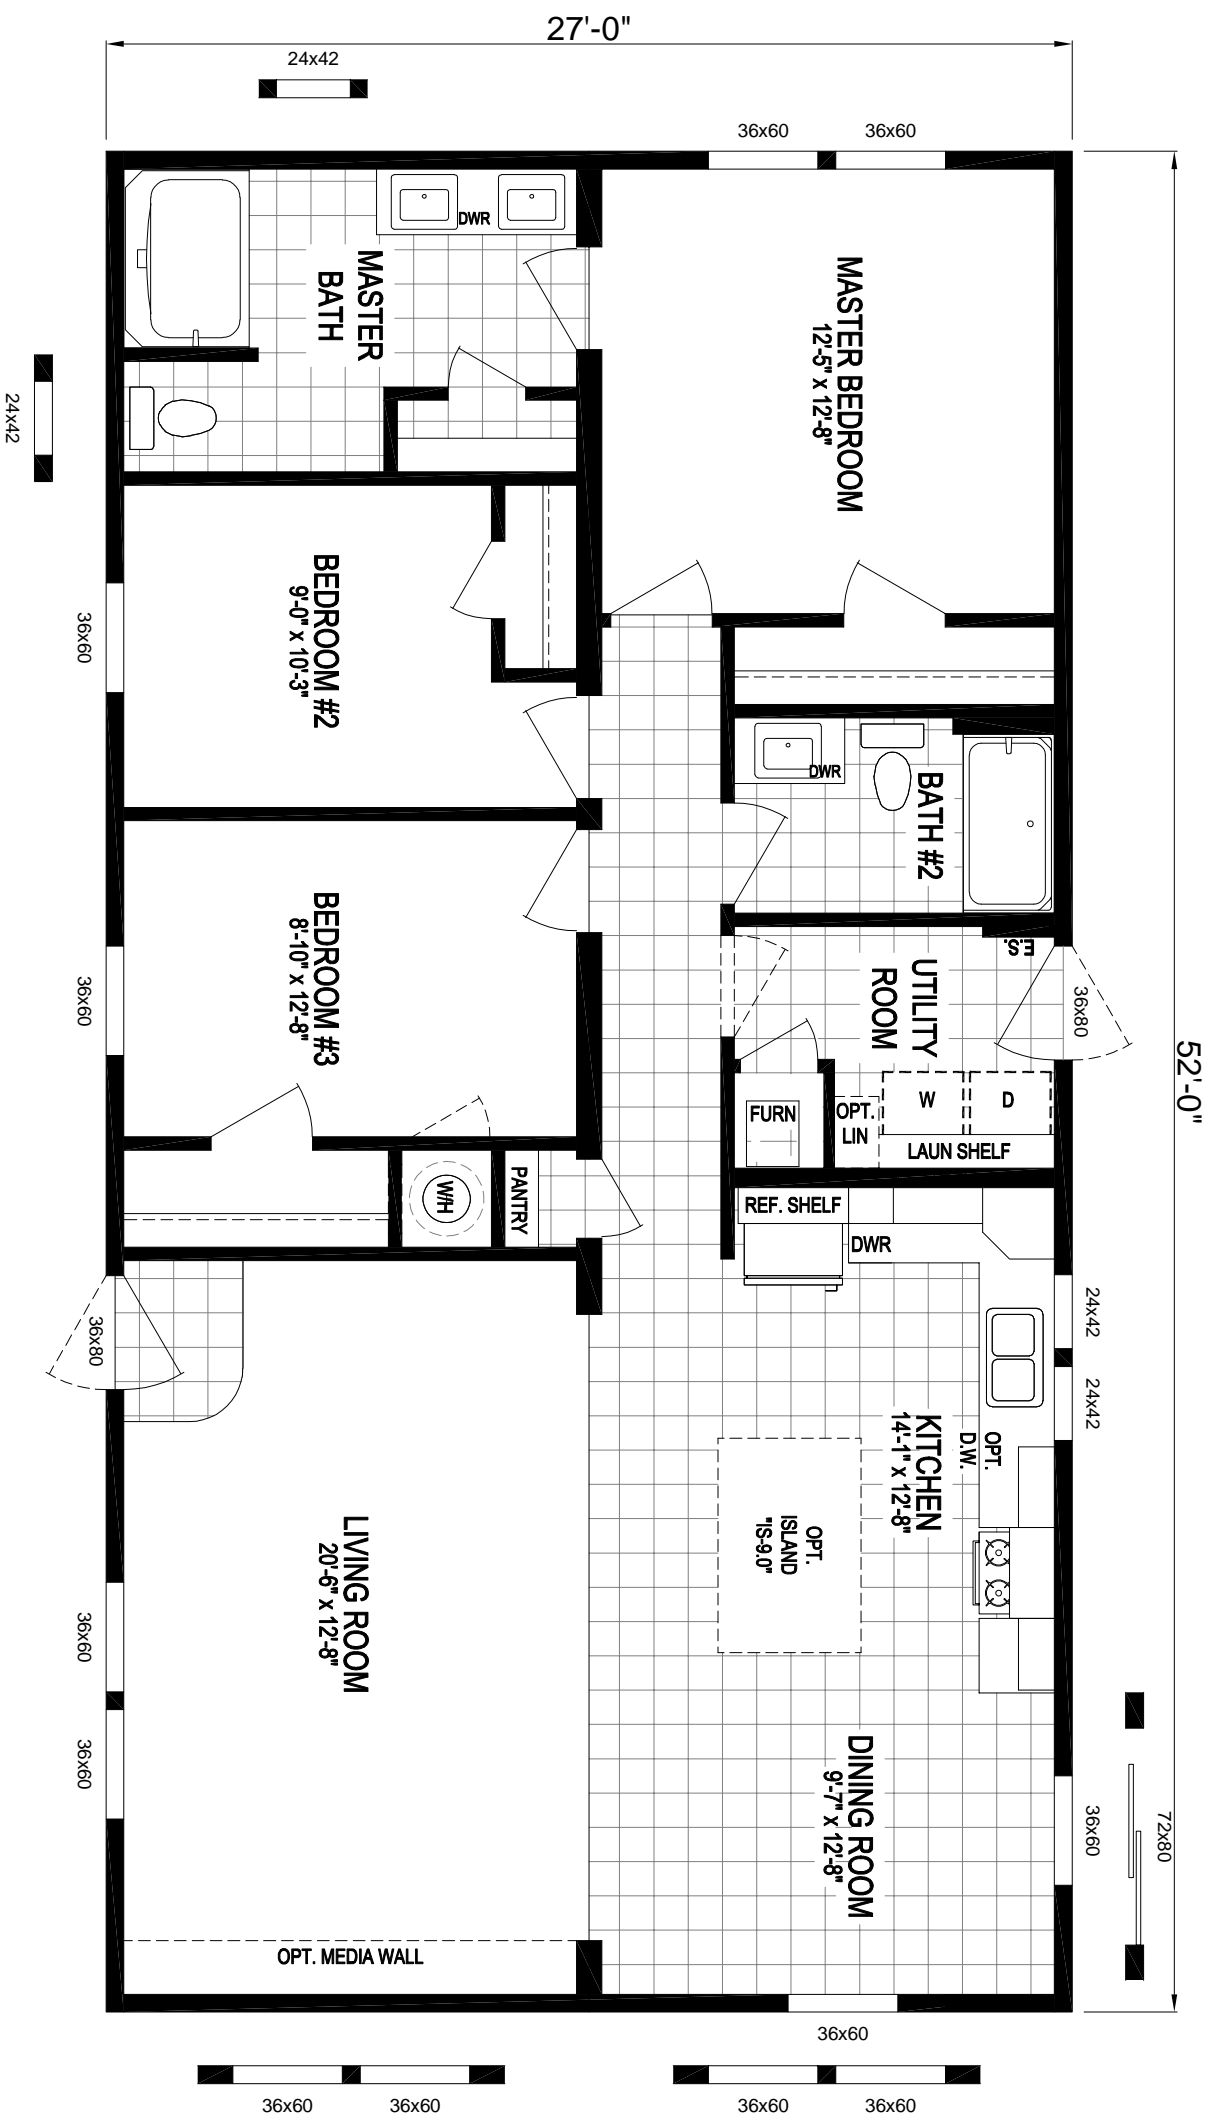 27'-0"
24x42
36x60
36x60
DWR
MASTER
BATH
MASTER BEDROOM
12'-5" x 12'-8"
24x42
BEDROOM #2
9'-0" x 10'-3"
36x60
DWR
BATH #2
BEDROOM #3
8'-10" x 12'-8"
36x60
E.S.
UTILITY
ROOM
36x80
52'-0"
FURN
OPT.
LIN
W
D
LAUN SHELF
W/H
PANTRY
REF. SHELF
DWR
36x80
24x42
24x42
KITCHEN
14'-1" x 12'-8"
OPT.
D.W.
OPT.
ISLAND
"IS-9.0"
LIVING ROOM
20'-6" x 12'-8"
36x60
36x60
DINING ROOM
9'-7" x 12'-8"
36x60
72x80
OPT. MEDIA WALL
36x60
36x60
36x60
36x60
36x60